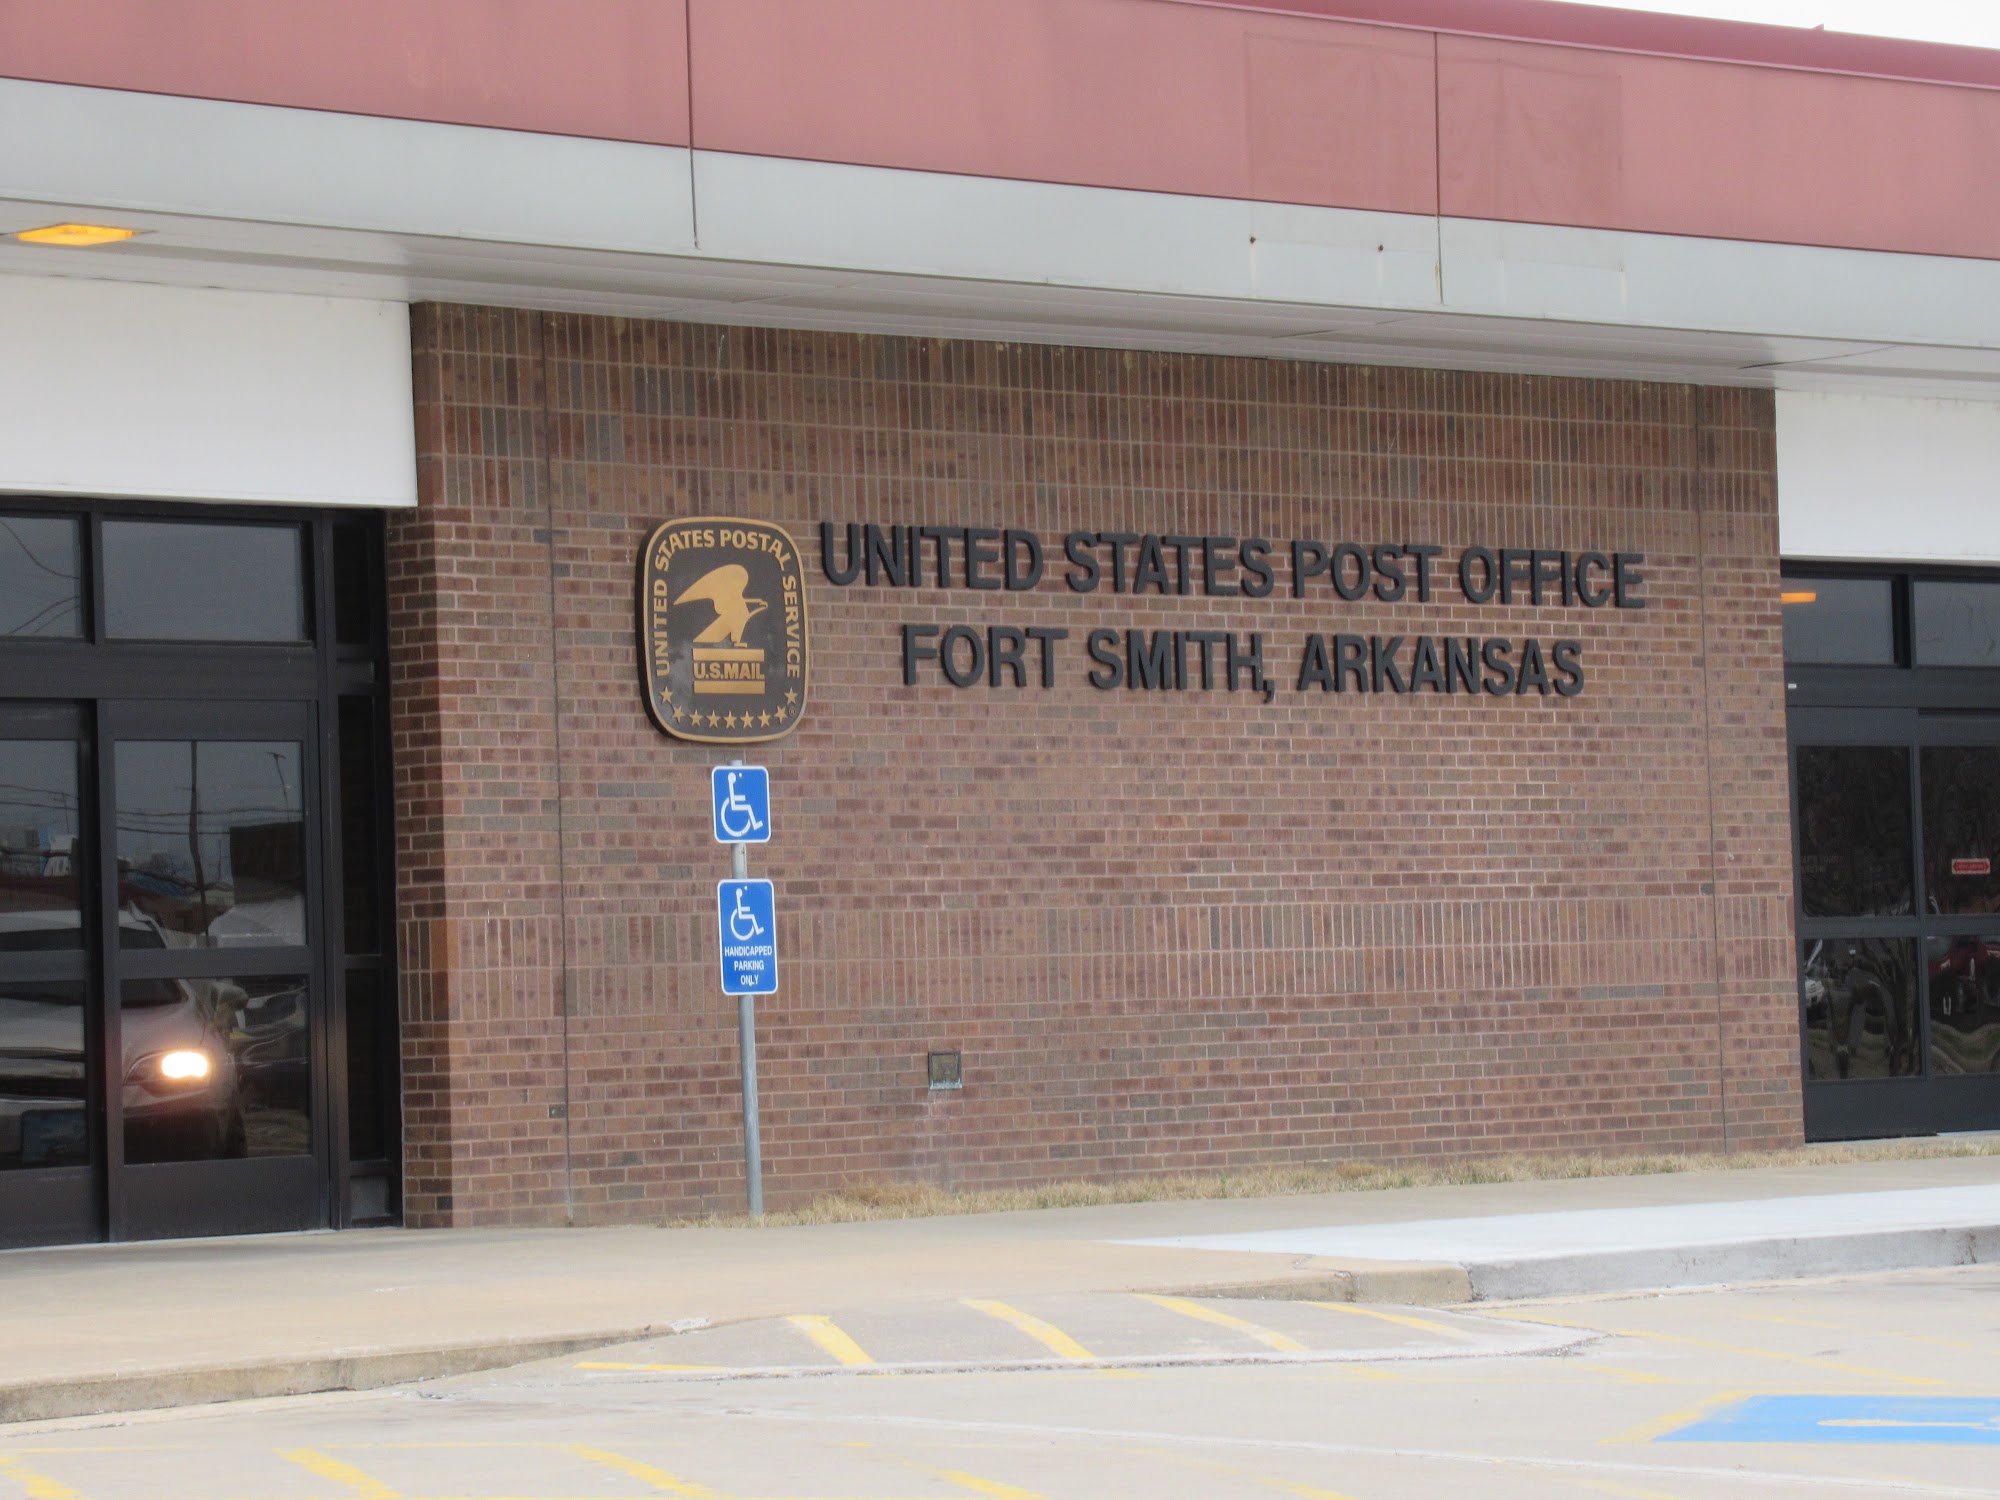 UNITED STATES POSTAL SERVICE
U.S.MAIL
UNITED STATES POST OFFICE
FORT SMITH, ARKANSAS
HANDICAPPED
PARKING
ONLY